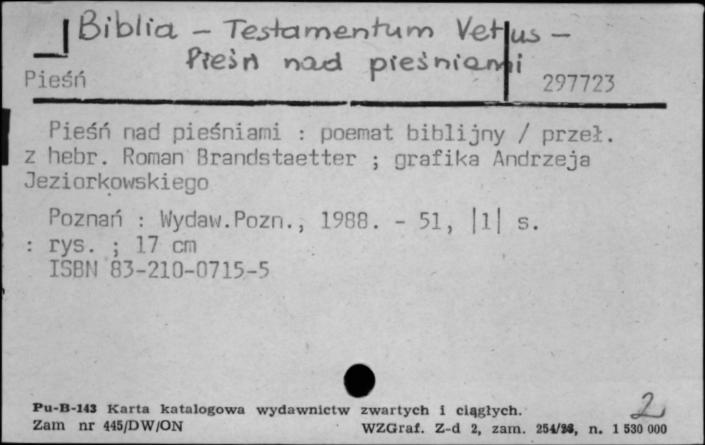 Biblia - Testamentum Vetus -
Pieśń nad pieśniami
Pieśń 297723
Pieśń nad pieśniami : poemat biblijny / przeł.
z hebr. Roman Brandstaetter ; grafika Andrzeja
Jeziorkowskiego
Poznań : Wydaw.Pozn., 1988. - 51, |1| s.
: rys. ; 17 cm
ISBN 83-210-0715-5
2
Pu-B-143 Karta katalogowa wydawnictw zwartych i ciągłych.
Zam nr 445/DW/ON WZGraf. Z-d 2, zam. n. 1 530 000